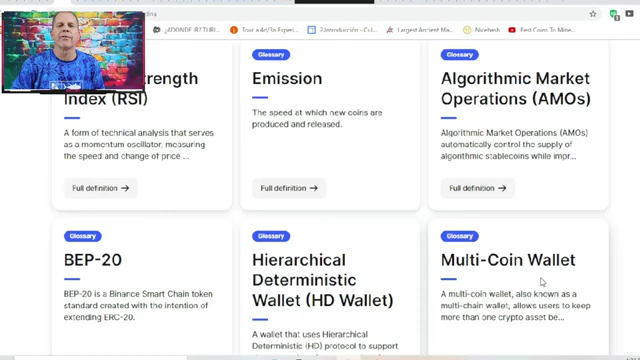 ¿ADONDE IR? TURI...
Tour a 4d/3a Experi...
2.Introducción - Cul...
Largest Ancient Mar...
Nicehash
Best Coins To Mine...
Glossary
Glossary
trength
Index (RSI)
Emission
Algorithmic Market
Operations (AMOs)
A form of technical analysis that serves
as a momentum oscillator, measuring
the speed and change of price ...
The speed at which new coins are
produced and released.
Algorithmic Market Operations (AMOs)
automatically control the supply of
algorithmic stablecoins while impr...
Full definition →
Full definition →
Full definition →
Glossary
Glossary
Glossary
BEP-20
Hierarchical
Deterministic
Wallet (HD Wallet)
Multi-Coin Wallet
BEP-20 is a Binance Smart Chain token
standard created with the intention of
extending ERC-20.
A wallet that uses Hierarchical
Deterministic (HD) protocol to support
A multi-coin wallet, also known as a
multi-chain wallet, allows users to keep
more than one crypto asset be...